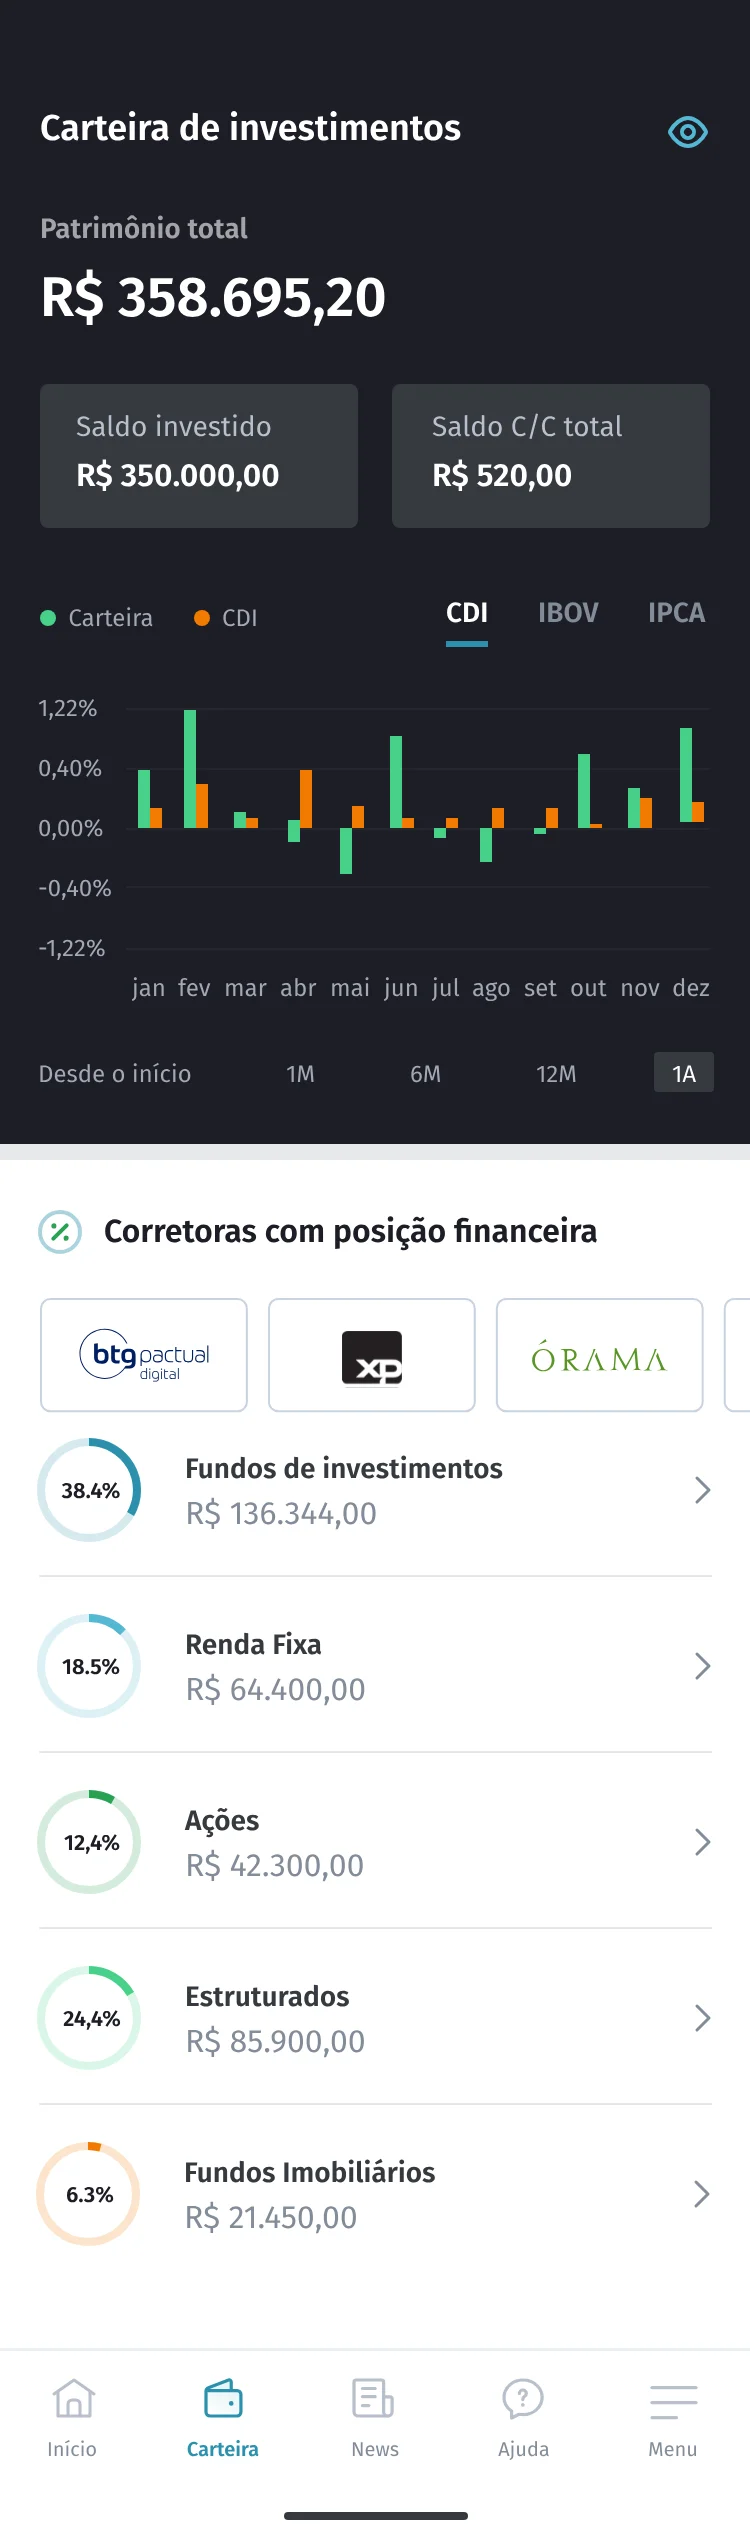 Carteira de investimentos
Patrimônio total
R$ 358.695,20
Saldo investido
R$ 350.000,00
Saldo C/C total
R$ 520,00
Carteira CDI
CDI IBOV IPCA
1,22%
0,40%
0,00%
-0,40%
-1,22%
jan fev mar abr mai jun jul ago set out nov dez
Desde o início 1M 6M 12M 1A
Corretoras com posição financeira
btg pactual
digital
xp
ÓRAMA
38.4%
Fundos de investimentos
R$ 136.344,00
18.5%
Renda Fixa
R$ 64.400,00
12,4%
Ações
R$ 42.300,00
24,4%
Estruturados
R$ 85.900,00
6.3%
Fundos Imobiliários
R$ 21.450,00
Início Carteira News Ajuda Menu